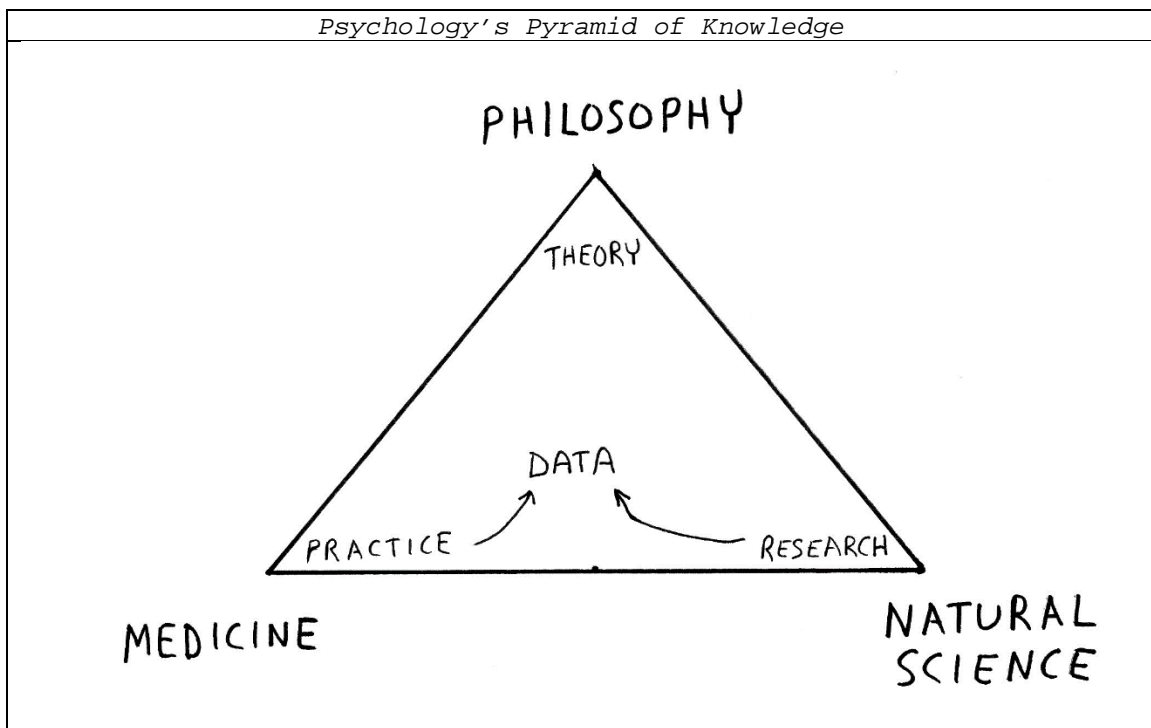 Psychology's Pyramid of Knowledge
PHILOSOPHY
THEORY
DATA
PRACTICE
RESEARCH
MEDICINE
NATURAL
SCIENCE